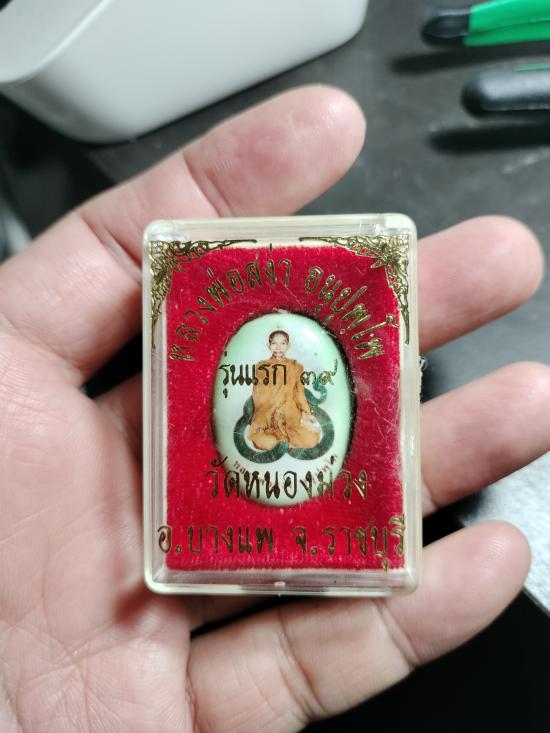 หลวงพ่อสง่า อนุปุพฺโพ
รุ่นแรก ๓๙
วัดหนองม่วง
อ.บางแพ จ.ราชบุรี